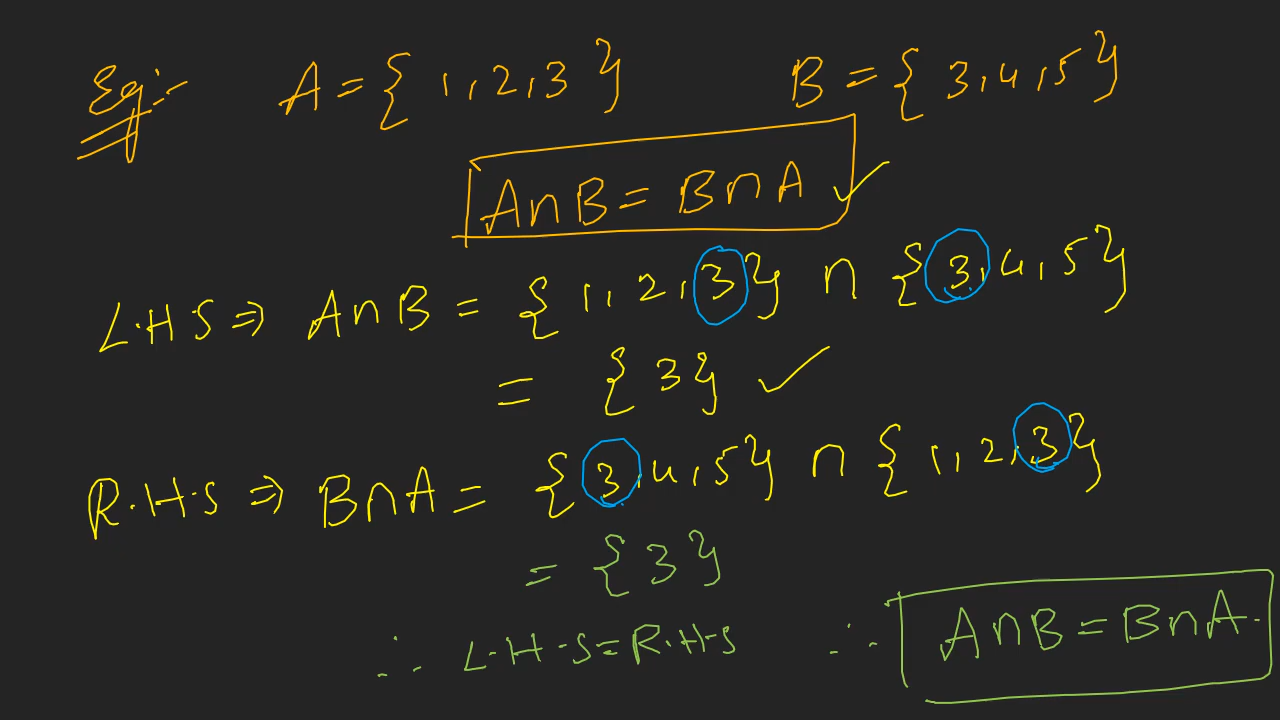 Eg:- A = { 1, 2, 3 } B = { 3, 4, 5 }
A∩B = B∩A ✓
L.H.S ⇒ A∩B = { 1, 2, 3 } ∩ { 3, 4, 5 }
= { 3 } ✓
R.H.S ⇒ B∩A = { 3, 4, 5 } ∩ { 1, 2, 3 }
= { 3 }
∴ L.H.S = R.H.S ∴ A∩B = B∩A.